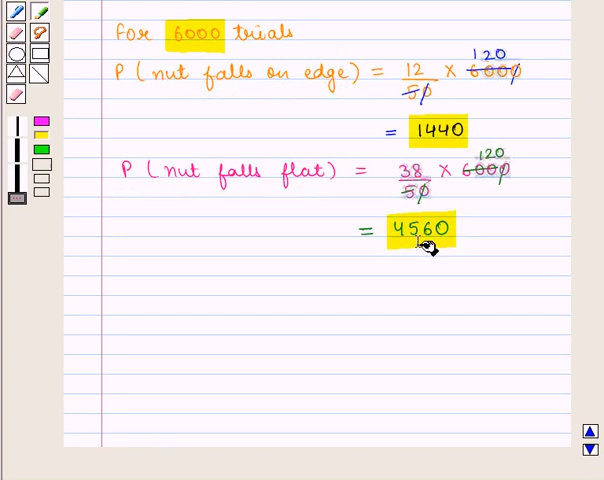 for 6000 trials
P (nut falls on edge) = 12/50 × 6000 120
= 1440
P (nut falls flat) = 38/50 × 6000 120
= 4560